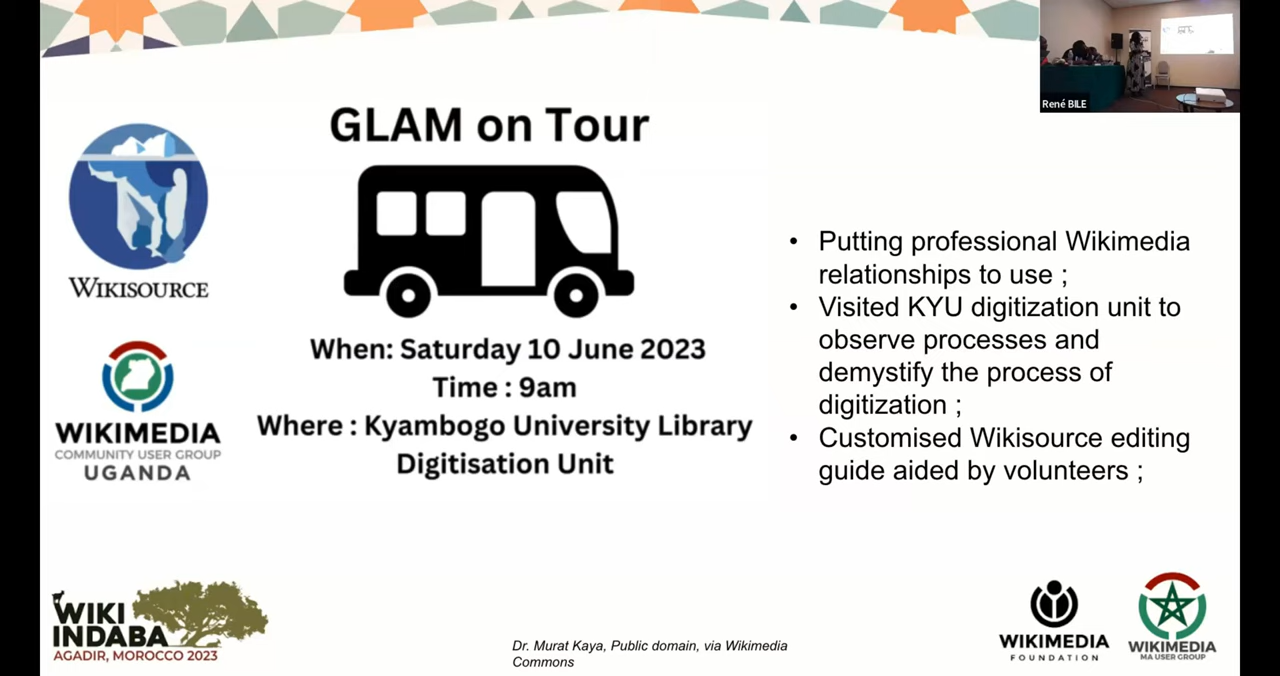 René BILE
GLAM on Tour
WIKISOURCE
When: Saturday 10 June 2023
Time : 9am
Where : Kyambogo University Library
Digitisation Unit
WIKIMEDIA
COMMUNITY USER GROUP
UGANDA
• Putting professional Wikimedia
relationships to use ;
• Visited KYU digitization unit to
observe processes and
demystify the process of
digitization ;
• Customised Wikisource editing
guide aided by volunteers ;
WIKI
INDABA
AGADIR, MOROCCO 2023
Dr. Murat Kaya, Public domain, via Wikimedia
Commons
WIKIMEDIA
FOUNDATION
WIKIMEDIA
MA USER GROUP